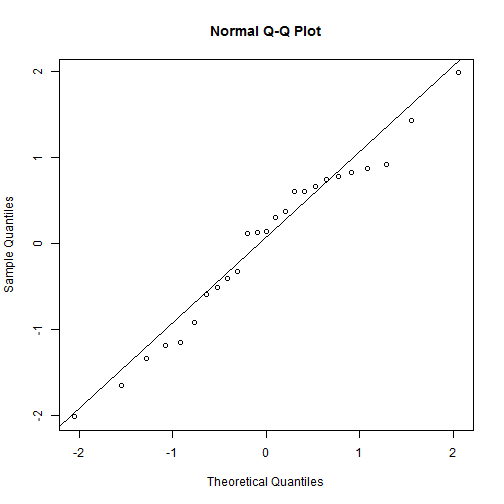 Normal Q-Q Plot
2
1
0
-1
-2
Sample Quantiles
-2 -1 0 1 2
Theoretical Quantiles